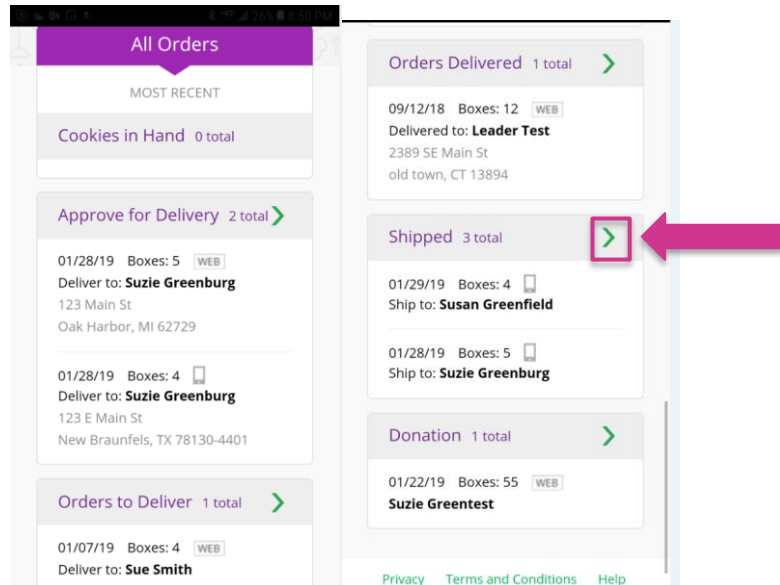 26% 8:50 PM
All Orders
MOST RECENT
Cookies in Hand 0 total
Approve for Delivery 2 total
01/28/19 Boxes: 5 WEB
Deliver to: Suzie Greenburg
123 Main St
Oak Harbor, MI 62729
01/28/19 Boxes: 4
Deliver to: Suzie Greenburg
123 E Main St
New Braunfels, TX 78130-4401
Orders to Deliver 1 total
01/07/19 Boxes: 4 WEB
Deliver to: Sue Smith
Orders Delivered 1 total
09/12/18 Boxes: 12 WEB
Delivered to: Leader Test
2389 SE Main St
old town, CT 13894
Shipped 3 total
01/29/19 Boxes: 4
Ship to: Susan Greenfield
01/28/19 Boxes: 5
Ship to: Suzie Greenburg
Donation 1 total
01/22/19 Boxes: 55 WEB
Suzie Greentest
Privacy Terms and Conditions Help